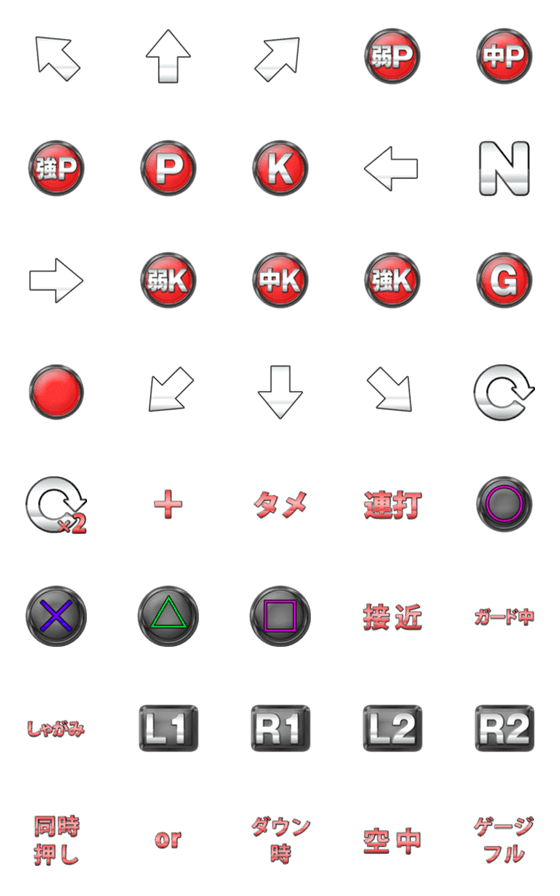 弱P 中P
強P P K N
弱K 中K 強K G
x2 + タメ 連打
接近 ガード中
しゃがみ L1 R1 L2 R2
同時
押し
or
ダウン
時
空中
ゲージ
フル